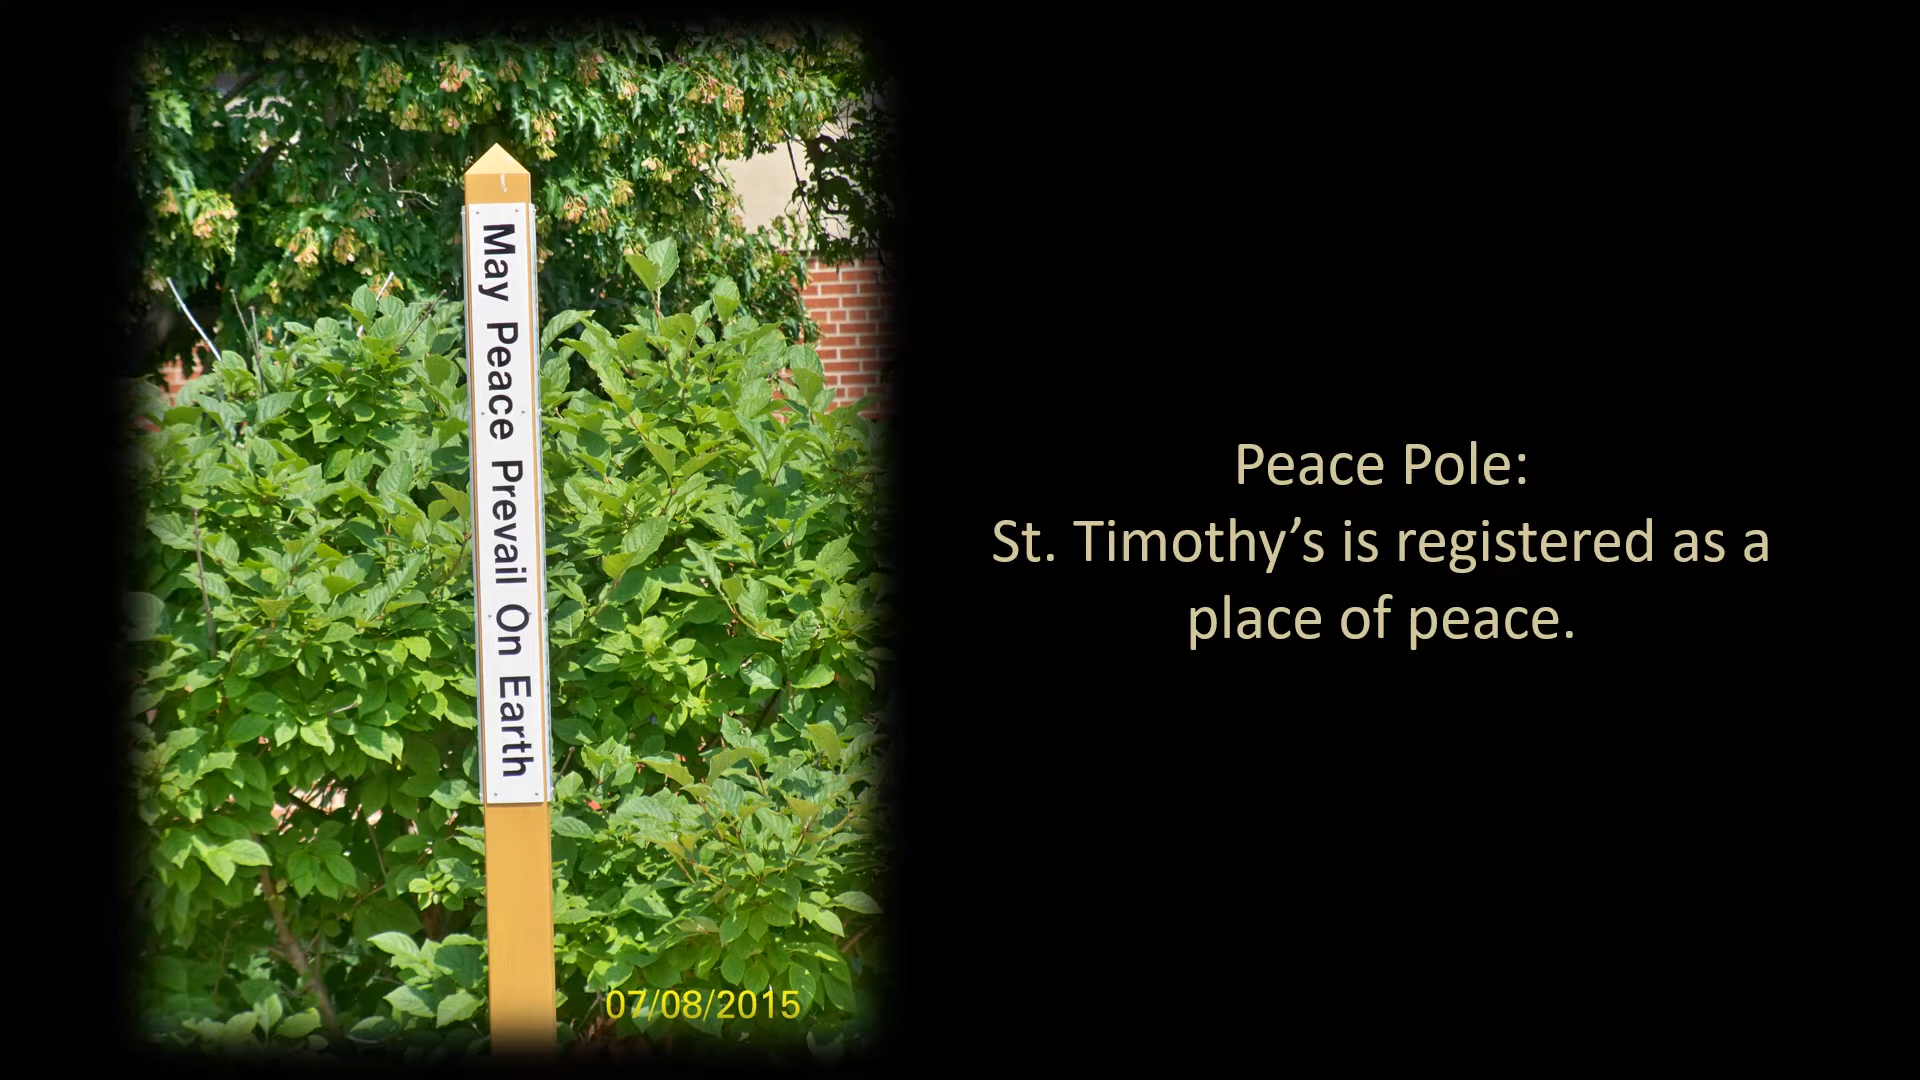 May Peace Prevail On Earth
07/08/2015
Peace Pole:
St. Timothy’s is registered as a
place of peace.